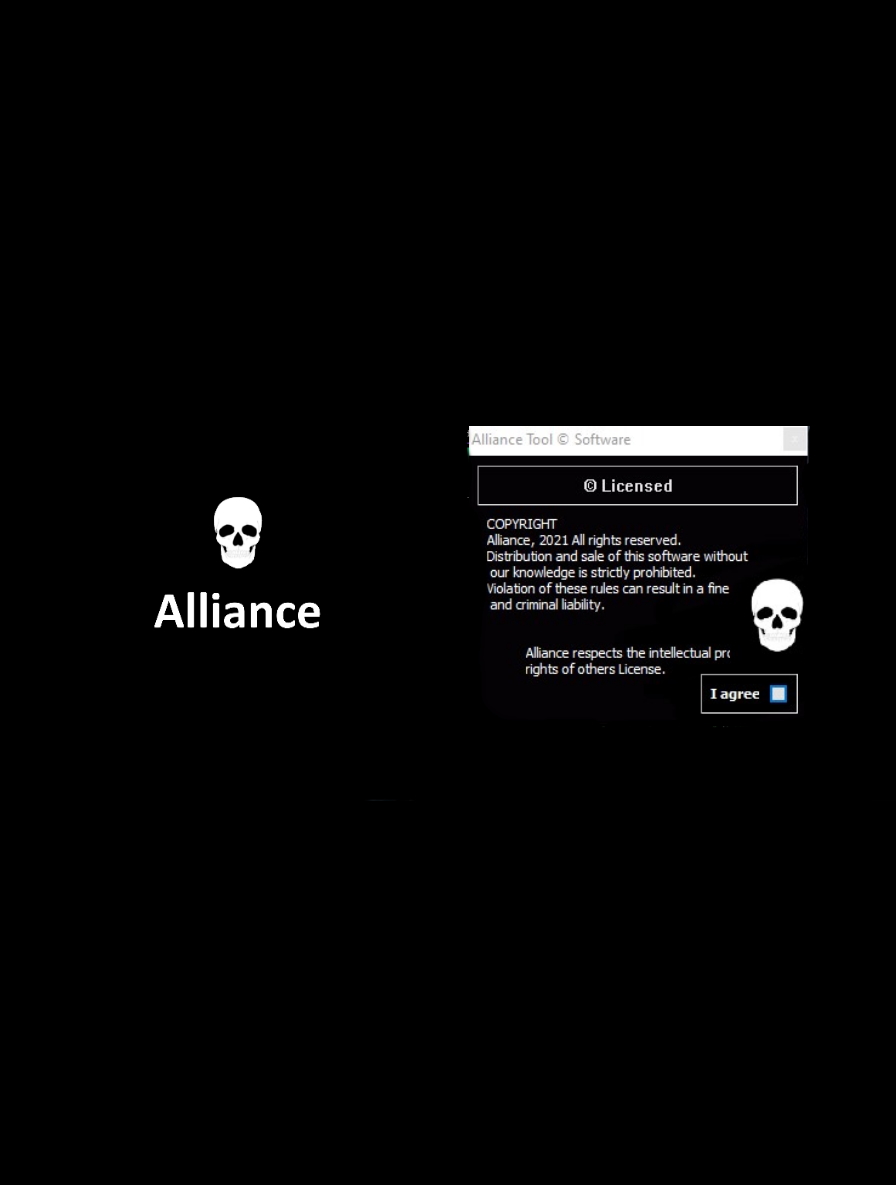 Alliance
Alliance Tool © Software
x
© Licensed
COPYRIGHT
Alliance, 2021 All rights reserved.
Distribution and sale of this software without
our knowledge is strictly prohibited.
Violation of these rules can result in a fine
and criminal liability.
Alliance respects the intellectual pro
rights of others License.
I agree